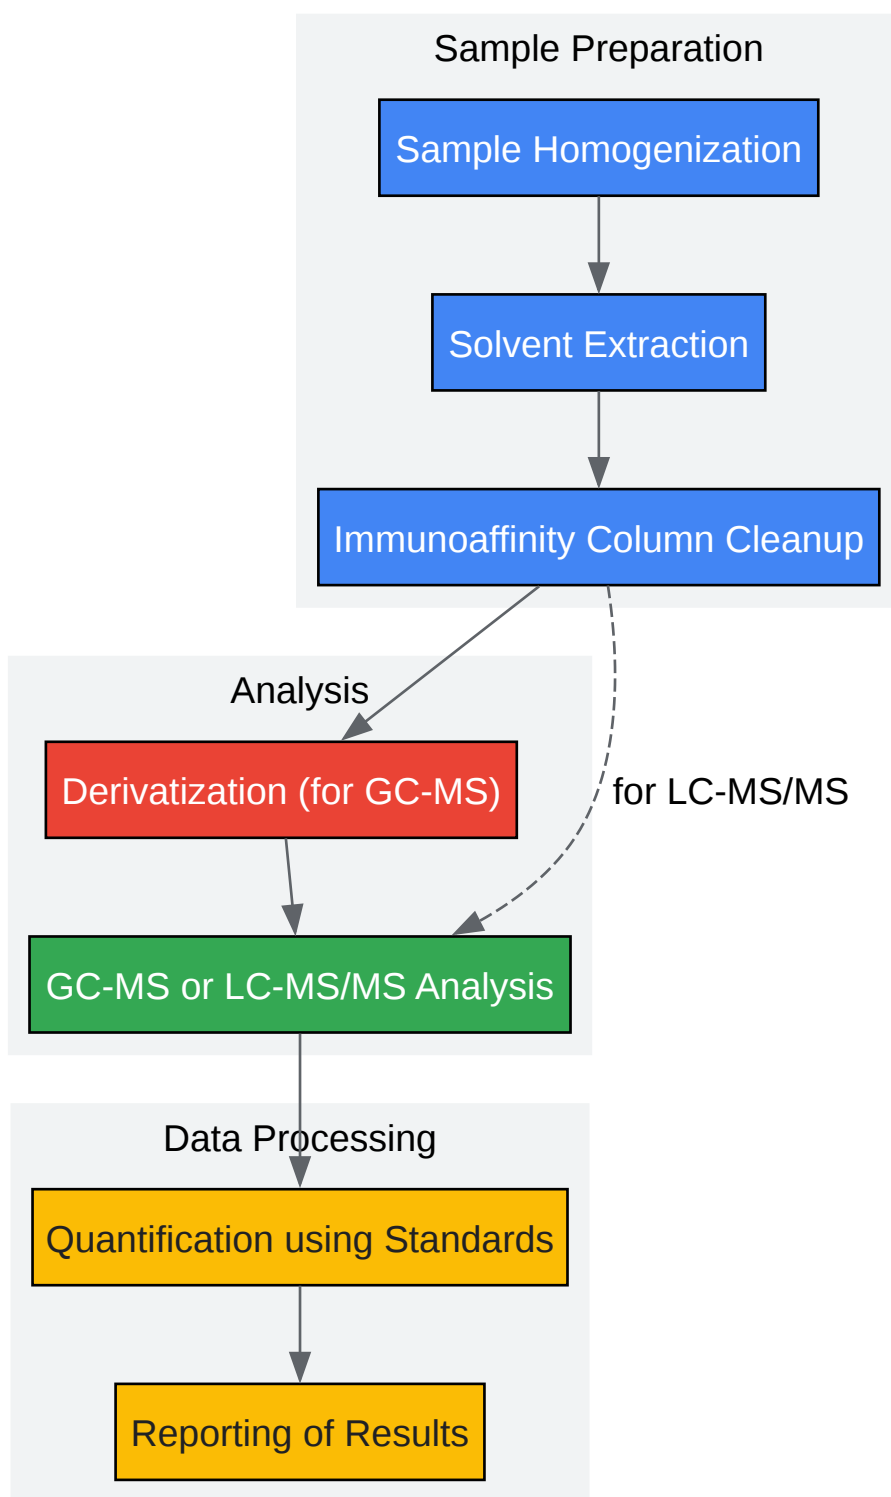 Sample Preparation
Sample Homogenization
Solvent Extraction
Immunoaffinity Column Cleanup
Analysis
Derivatization (for GC-MS)
for LC-MS/MS
GC-MS or LC-MS/MS Analysis
Data Processing
Quantification using Standards
Reporting of Results